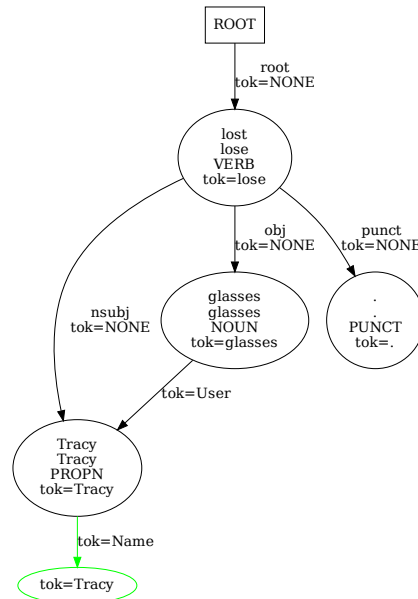 ROOT
root
tok=NONE
lost
lose
VERB
tok=lose
obj
tok=NONE
punct
tok=NONE
nsubj
tok=NONE
glasses
glasses
NOUN
tok=glasses
.
.
PUNCT
tok=.
tok=User
Tracy
Tracy
PROPN
tok=Tracy
tok=Name
tok=Tracy